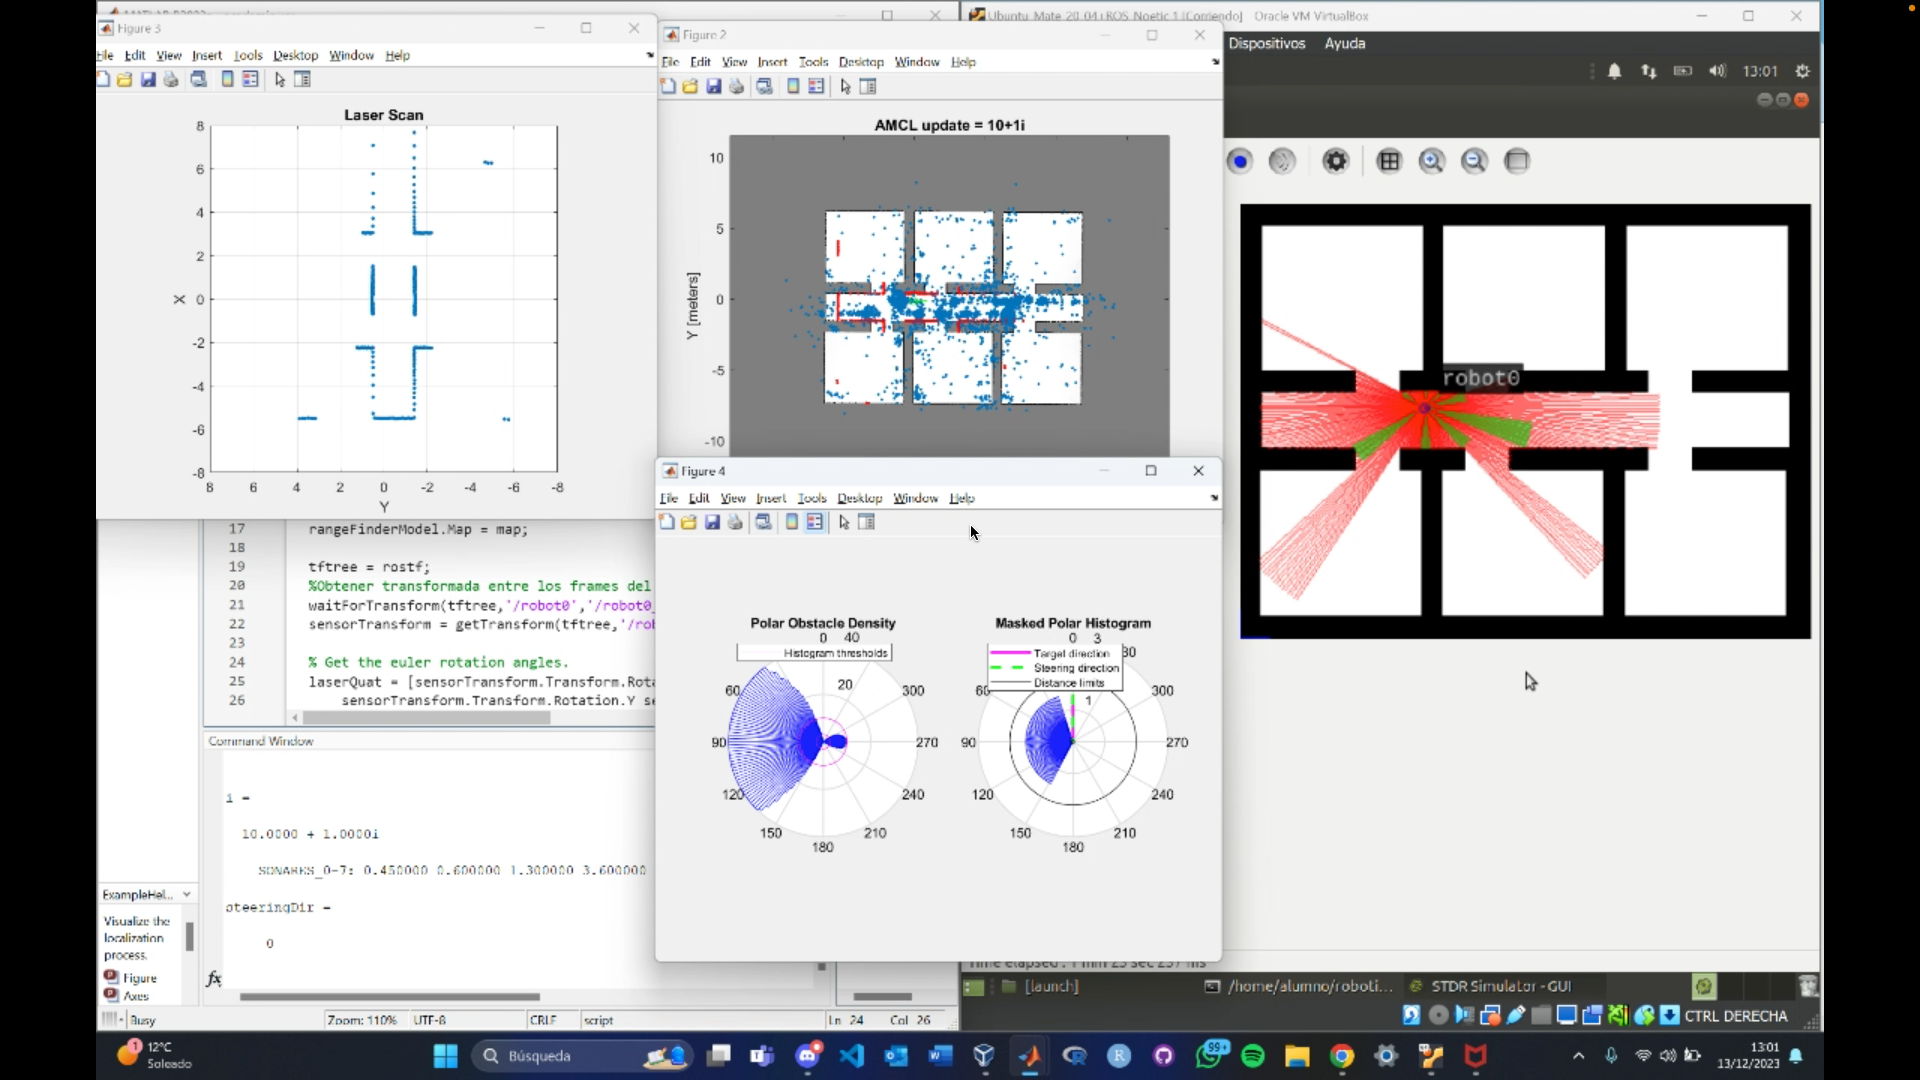 Figure 3
File Edit View Insert Tools Desktop Window Help
Laser Scan
8
6
4
2
0
-2
-4
-6
-8
X
8 6 4 2 0 -2 -4 -6 -8
Y
Figure 2
File Edit View Insert Tools Desktop Window Help
AMCL update = 10+1i
10
5
0
-5
-10
Y [meters]
Ubuntu_Mate_20_04+ROS_Noetic 1 [Corriendo] Oracle VM VirtualBox
Dispositivos Ayuda
13:01
robot0
17 rangeFinderModel.Map = map;
18
19 tftree = rostf;
20 %Obtener transformada entre los frames del
21 waitForTransform(tftree,'/robot0','/robot0_
22 sensorTransform = getTransform(tftree,'/rob
23
24 % Get the euler rotation angles.
25 laserQuat = [sensorTransform.Transform.Rota
26 sensorTransform.Transform.Rotation.Y se
Command Window
i =
10.0000 + 1.0000i
SONARES_0-7: 0.450000 0.600000 1.300000 3.600000
steeringDir =
0
fx
ExampleHel...
Visualize the
localization
process.
Figure
Axes
Busy
Zoom: 110% UTF-8 CRLF script Ln 24 Col 26
Figure 4
File Edit View Insert Tools Desktop Window Help
Polar Obstacle Density
0 40
Histogram thresholds
60 20 300
90 270
120 240
150 210
180
Masked Polar Histogram
0 3
Target direction 30
Steering direction
Distance limits
60 1 300
90 270
120 240
150 210
180
[launch] /home/alumno/roboti... STDR Simulator - GUI
CTRL DERECHA
1
12°C
Soleado
Búsqueda
99+
13:01
13/12/2023